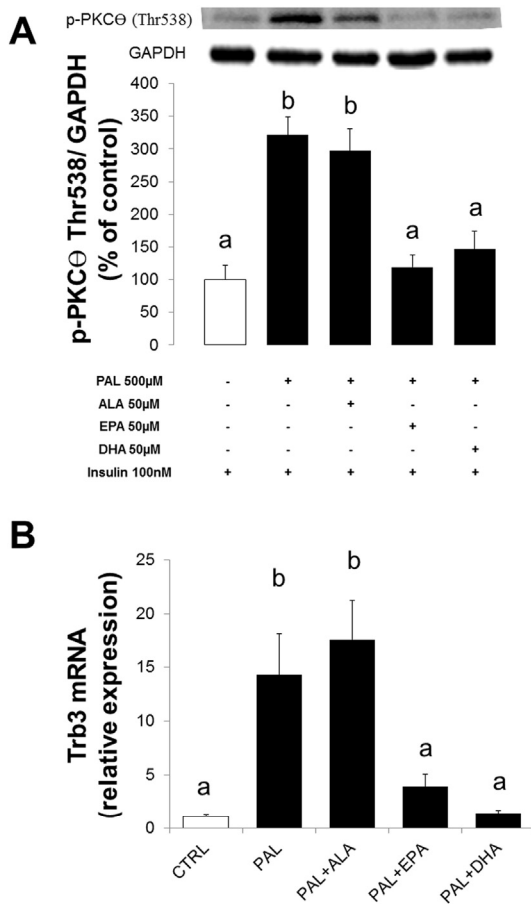 A
p-PKCΘ (Thr538)
GAPDH
p-PKCΘ Thr538/ GAPDH
(% of control)
400
350
300
250
200
150
100
50
0
a
b
b
a
a
PAL 500µM - + + + +
ALA 50µM - - + - -
EPA 50µM - - - + -
DHA 50µM - - - - +
Insulin 100nM + + + + +
B
Trb3 mRNA
(relative expression)
25
20
15
10
5
0
a
b
b
a
a
CTRL
PAL
PAL+ALA
PAL+EPA
PAL+DHA